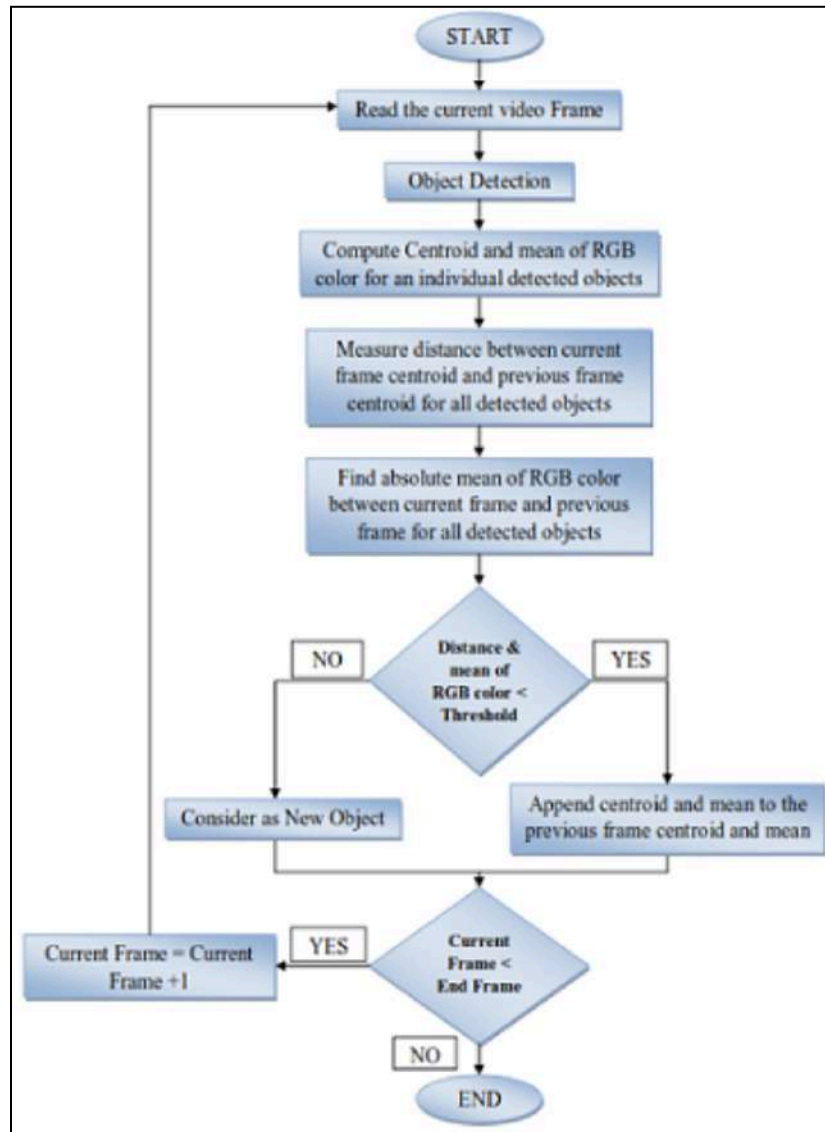 START
Read the current video Frame
Object Detection
Compute Centroid and mean of RGB
color for an individual detected objects
Measure distance between current
frame centroid and previous frame
centroid for all detected objects
Find absolute mean of RGB color
between current frame and previous
frame for all detected objects
NO
Distance &
mean of
RGB color <
Threshold
YES
Consider as New Object
Append centroid and mean to the
previous frame centroid and mean
Current Frame = Current
Frame +1
YES
Current
Frame <
End Frame
NO
END